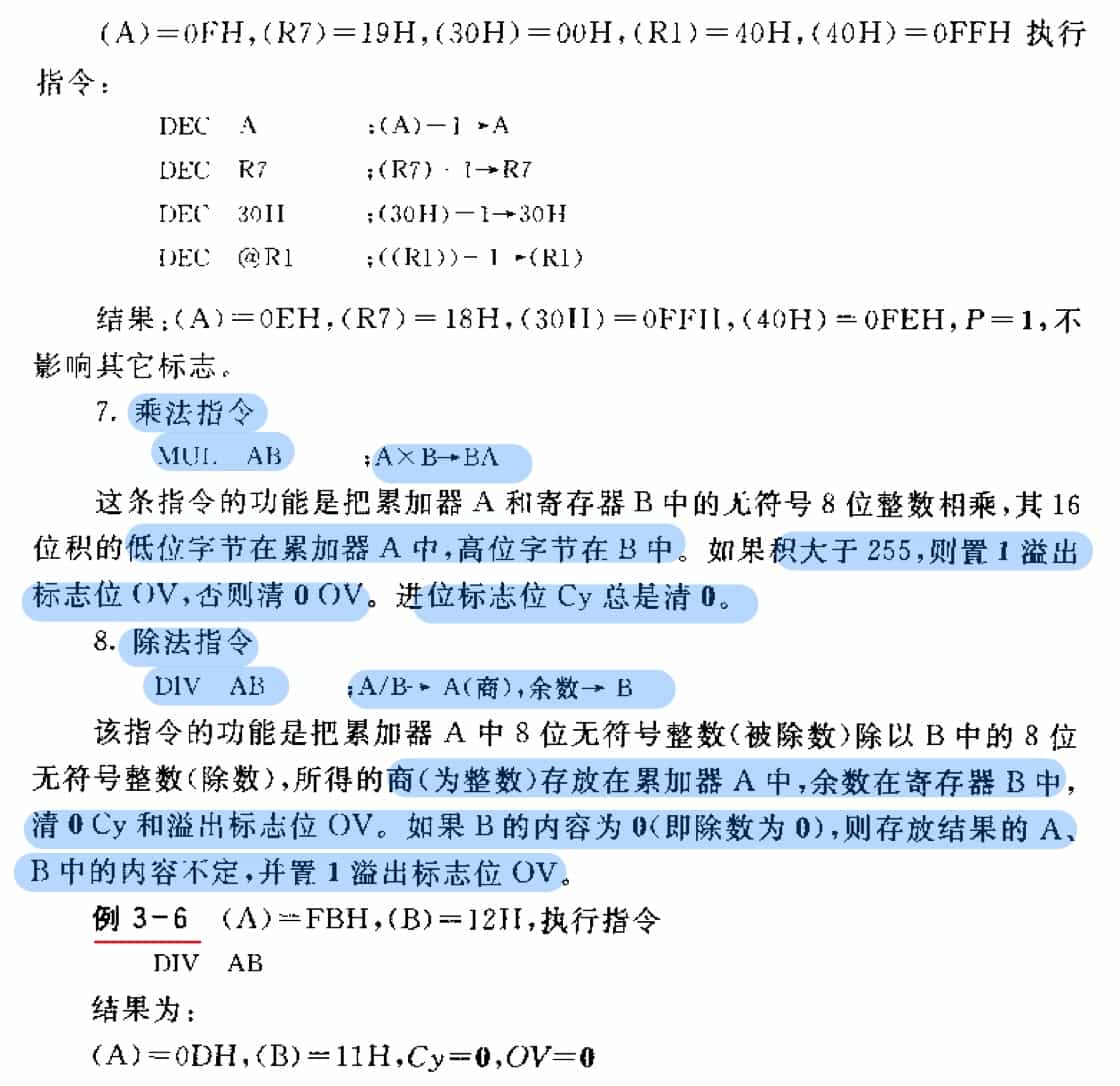 (A)=0FH,(R7)=19H,(30H)=00H,(R1)=40H,(40H)=0FFH 执行
指令:
DEC A ;(A)-1→A
DEC R7 ;(R7)-1→R7
DEC 30H ;(30H)-1→30H
DEC @R1 ;((R1))-1→(R1)
结果:(A)=0EH,(R7)=18H,(30H)=0FFH,(40H)=0FEH,P=1,不
影响其它标志。
7. 乘法指令
MUL AB ;A×B→BA
这条指令的功能是把累加器 A 和寄存器 B 中的无符号 8 位整数相乘,其 16
位积的低位字节在累加器 A 中,高位字节在 B 中。如果积大于 255,则置 1 溢出
标志位 OV,否则清 0 OV。进位标志位 Cy 总是清 0。
8. 除法指令
DIV AB ;A/B→A(商),余数→B
该指令的功能是把累加器 A 中 8 位无符号整数(被除数)除以 B 中的 8 位
无符号整数(除数),所得的商(为整数)存放在累加器 A 中,余数在寄存器 B 中,
清 0 Cy 和溢出标志位 OV。如果 B 的内容为 0(即除数为 0),则存放结果的 A、
B 中的内容不定,并置 1 溢出标志位 OV。
例 3-6 (A)=FBH,(B)=12H,执行指令
DIV AB
结果为:
(A)=0DH,(B)=11H,Cy=0,OV=0